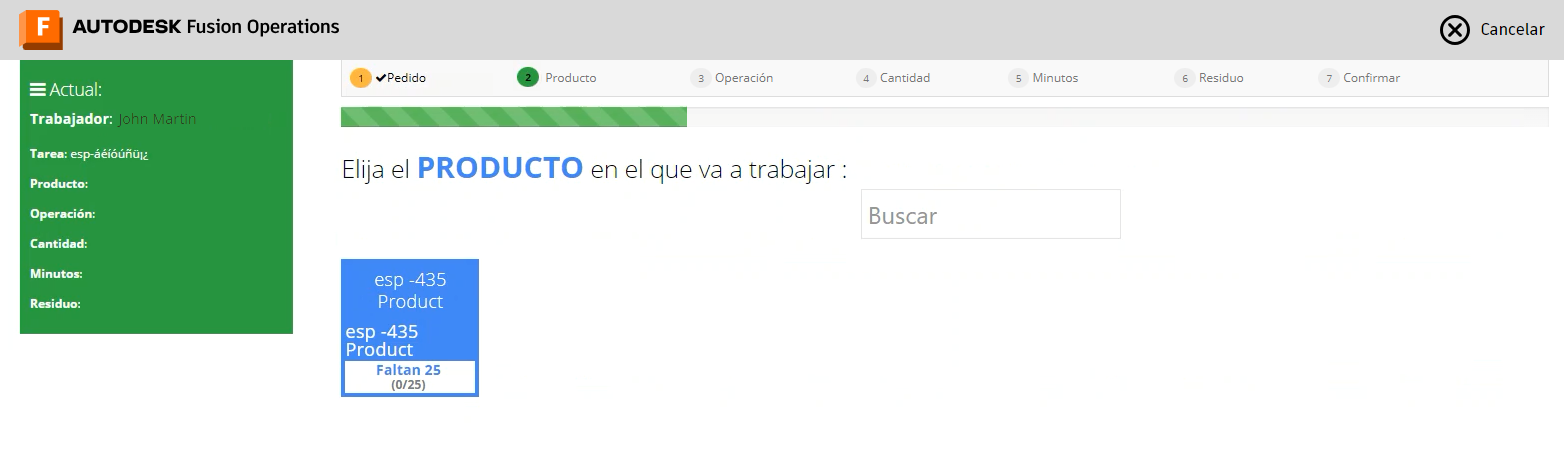 F AUTODESK Fusion Operations
Cancelar
Actual:
Trabajador: John Martin
Tarea: esp-áéíóúñü¡¿
Producto:
Operación:
Cantidad:
Minutos:
Residuo:
1 Pedido
2 Producto
3 Operación
4 Cantidad
5 Minutos
6 Residuo
7 Confirmar
Elija el PRODUCTO en el que va a trabajar :
Buscar
esp -435
Product
esp -435
Product
Faltan 25
(0/25)